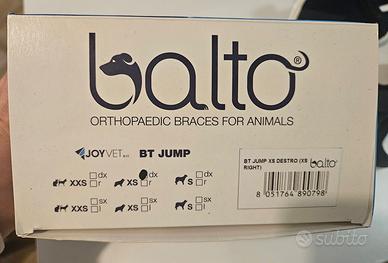 balto®
ORTHOPAEDIC BRACES FOR ANIMALS
JOYVET BT JUMP
dx dx dx
XXS r XS r S r
sx sx sx
XXS l XS l S l
BT JUMP XS DESTRO (XS RIGHT) balto
8 051764 890798
subito